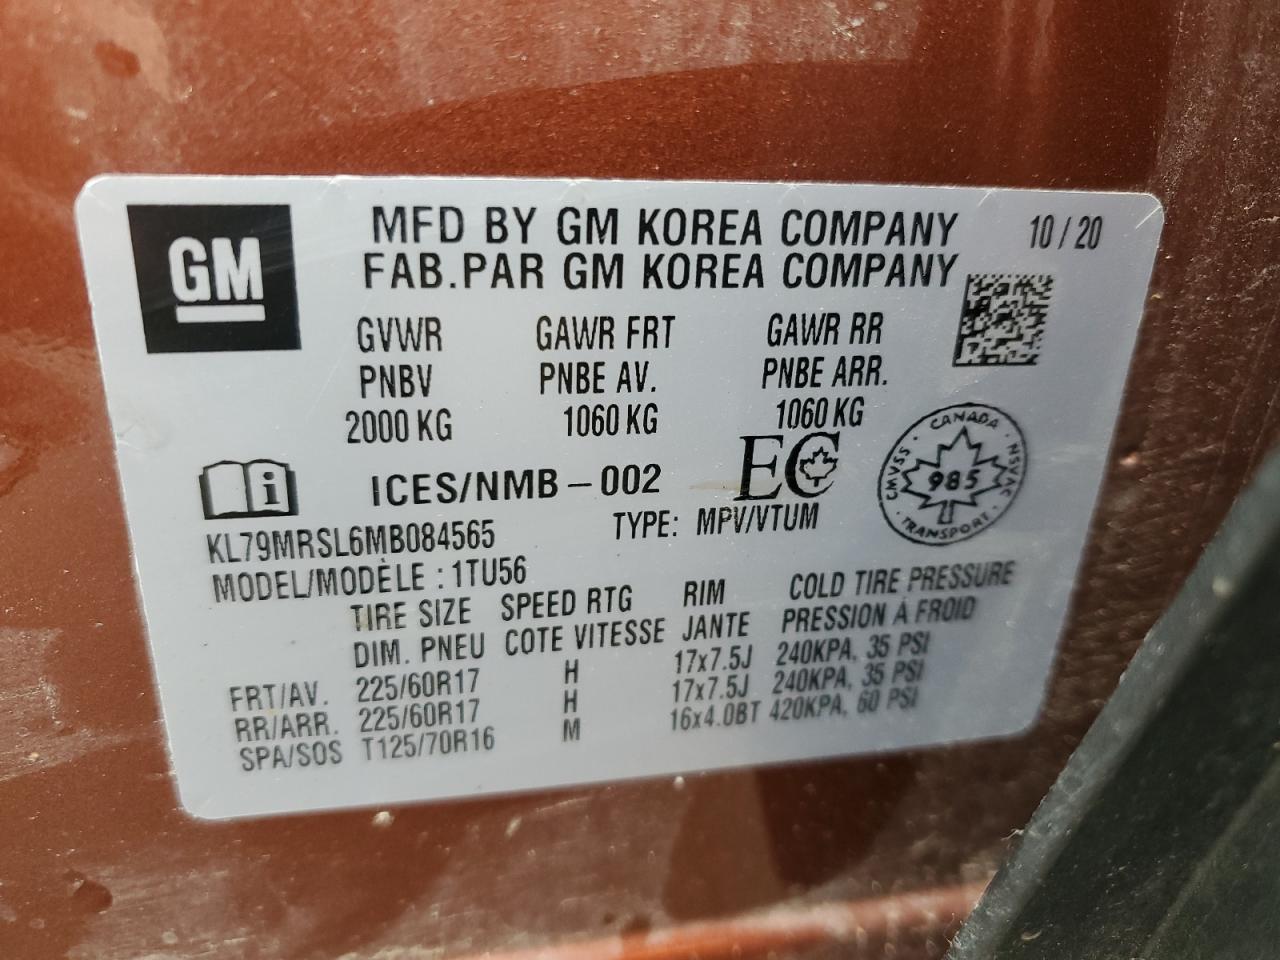 GM
MFD BY GM KOREA COMPANY 10/20
FAB.PAR GM KOREA COMPANY
GVWR GAWR FRT GAWR RR
PNBV PNBE AV. PNBE ARR.
2000 KG 1060 KG 1060 KG
i ICES/NMB-002 EC
CANADA
CMVSS 985 NSVAC
TRANSPORT
KL79MRSL6MB084565 TYPE: MPV/VTUM
MODEL/MODÈLE : 1TU56
TIRE SIZE SPEED RTG RIM COLD TIRE PRESSURE
DIM. PNEU COTE VITESSE JANTE PRESSION À FROID
FRT/AV. 225/60R17 H 17x7.5J 240KPA, 35 PSI
RR/ARR. 225/60R17 H 17x7.5J 240KPA, 35 PSI
SPA/SOS T125/70R16 M 16x4.0BT 420KPA, 60 PSI